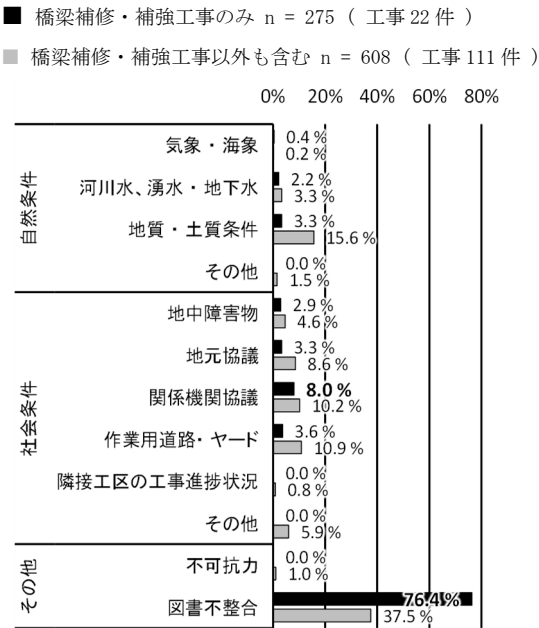 橋梁補修・補強工事のみ n = 275 ( 工事 22 件 )
橋梁補修・補強工事以外も含む n = 608 ( 工事 111 件 )
0% 20% 40% 60% 80%
自然条件
気象・海象 0.4 %
0.2 %
河川水、湧水・地下水 2.2 %
3.3 %
地質・土質条件 3.3 %
15.6 %
その他 0.0 %
1.5 %
社会条件
地中障害物 2.9 %
4.6 %
地元協議 3.3 %
8.6 %
関係機関協議 8.0 %
10.2 %
作業用道路・ヤード 3.6 %
10.9 %
隣接工区の工事進捗状況 0.0 %
0.8 %
その他 0.0 %
5.9 %
その他
不可抗力 0.0 %
1.0 %
図書不整合 76.4 %
37.5 %